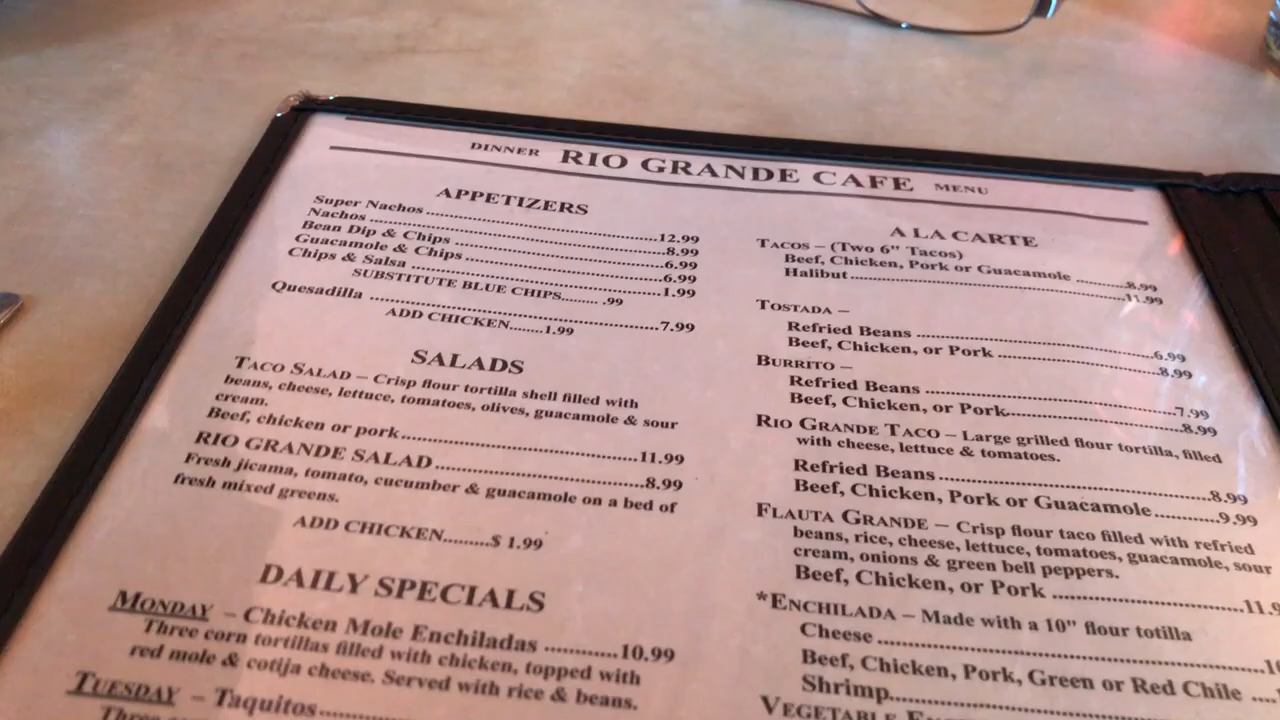 DINNER RIO GRANDE CAFE MENU
APPETIZERS
Super Nachos..............................12.99
Nachos..............................8.99
Bean Dip & Chips..............................6.99
Guacamole & Chips..............................6.99
Chips & Salsa..............................1.99
SUBSTITUTE BLUE CHIPS......... .99
Quesadilla..............................7.99
ADD CHICKEN........1.99
SALADS
TACO SALAD – Crisp flour tortilla shell filled with
beans, cheese, lettuce, tomatoes, olives, guacamole & sour
cream.
Beef, chicken or pork..............................11.99
RIO GRANDE SALAD..............................8.99
Fresh jicama, tomato, cucumber & guacamole on a bed of
fresh mixed greens.
ADD CHICKEN.........$ 1.99
DAILY SPECIALS
MONDAY – Chicken Mole Enchiladas ............10.99
Three corn tortillas filled with chicken, topped with
red mole & cotija cheese. Served with rice & beans.
TUESDAY – Taquitos..............
Three
A LA CARTE
TACOS – (Two 6" Tacos)
Beef, Chicken, Pork or Guacamole ............8.99
Halibut..............................11.99
TOSTADA –
Refried Beans..............................6.99
Beef, Chicken, or Pork..............................8.99
BURRITO –
Refried Beans..............................7.99
Beef, Chicken, or Pork..............................8.99
RIO GRANDE TACO – Large grilled flour tortilla, filled
with cheese, lettuce & tomatoes.
Refried Beans..............................8.99
Beef, Chicken, Pork or Guacamole............9.99
FLAUTA GRANDE – Crisp flour taco filled with refried
beans, rice, cheese, lettuce, tomatoes, guacamole, sour
cream, onions & green bell peppers.
Beef, Chicken, or Pork..............................11.9
*ENCHILADA – Made with a 10" flour totilla
Cheese..............................
Beef, Chicken, Pork, Green or Red Chile ....
Shrimp..............................
VEGETABLE